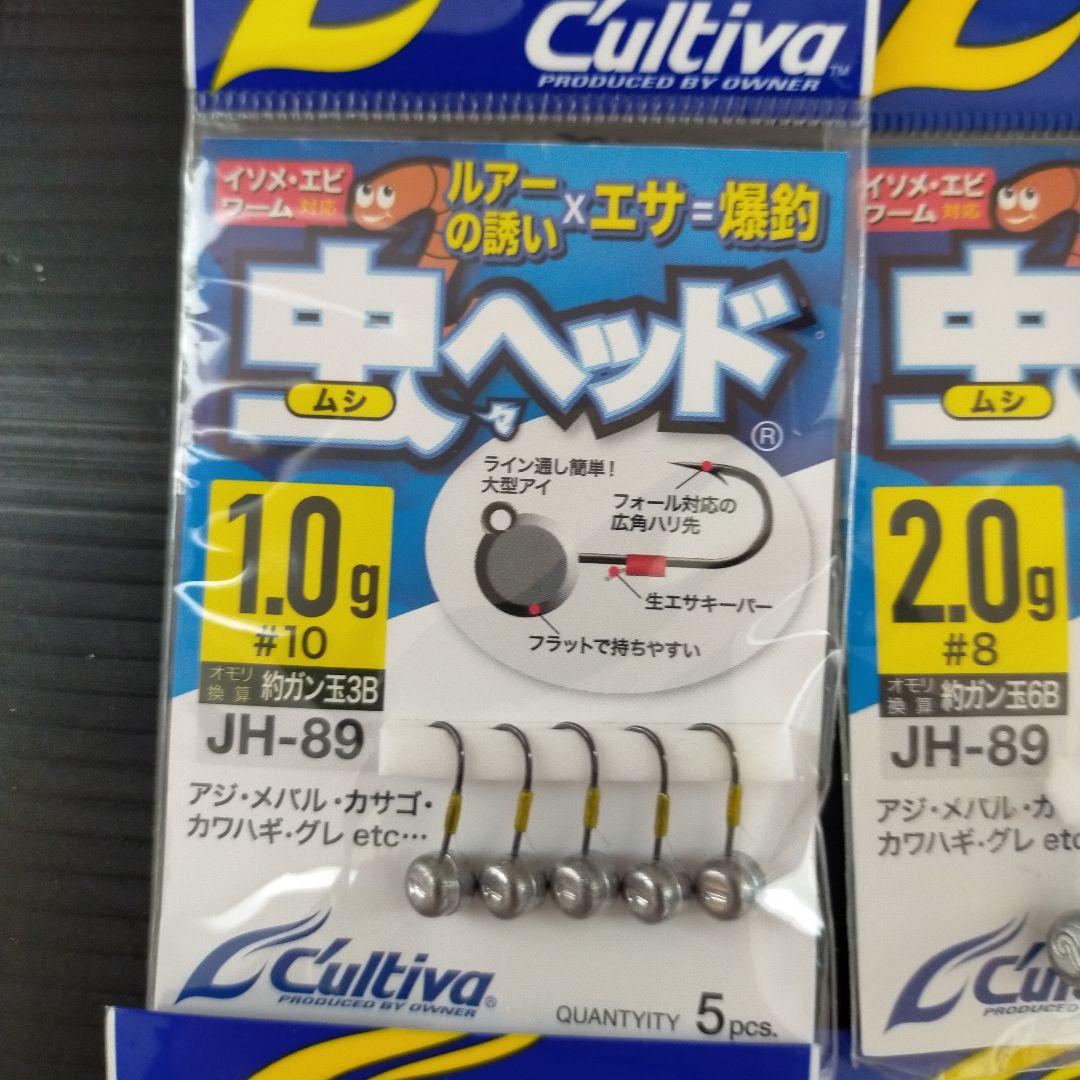 C'ultiva™
PRODUCED BY OWNER
イソメ・エビ
ワーム対応
ルアー
の誘い×エサ=爆釣
虫ヘッド®
ムシ
ライン通し簡単!
大型アイ
フォール対応の
広角ハリ先
生エサキーパー
フラットで持ちやすい
1.0g
#10
オモリ
換算 約ガン玉3B
JH-89
アジ・メバル・カサゴ・
カワハギ・グレ etc…
C'ultiva®
PRODUCED BY OWNER
QUANTYITY 5pcs.
イソメ・エビ
ワーム対応
虫
ムシ
2.0g
#8
オモリ
換算 約ガン玉6B
JH-89
アジ・メバル・カ
カワハギ・グレ etc
C'ultiva
PRODUCED